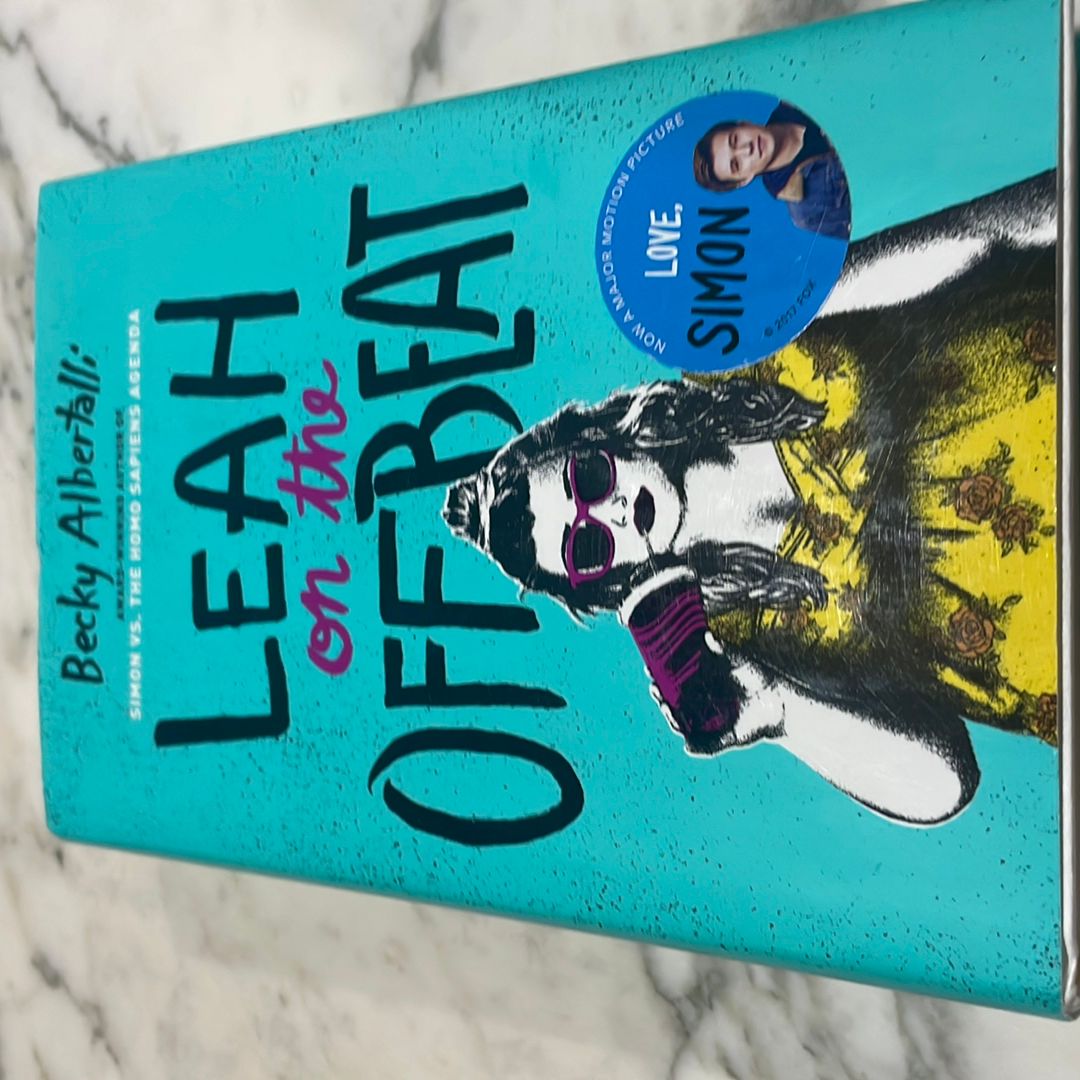 Becky Albertalli
AWARD-WINNING AUTHOR OF
SIMON VS. THE HOMO SAPIENS AGENDA
LEAH
on the
OFFBEAT
NOW A MAJOR MOTION PICTURE
LOVE,
SIMON
© 2017 FOX